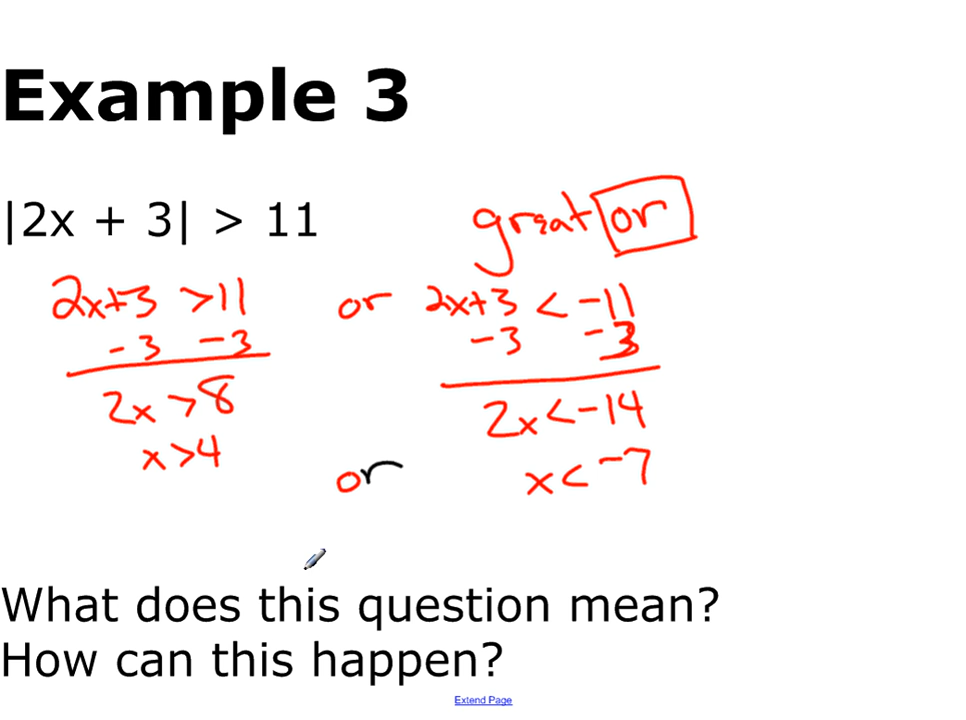 Example 3
|2x + 3| > 11
great or
2x+3 >11 or 2x+3 < -11
-3 -3 -3 -3
2x >8 2x < -14
x >4 or x < -7
What does this question mean?
How can this happen?
Extend Page